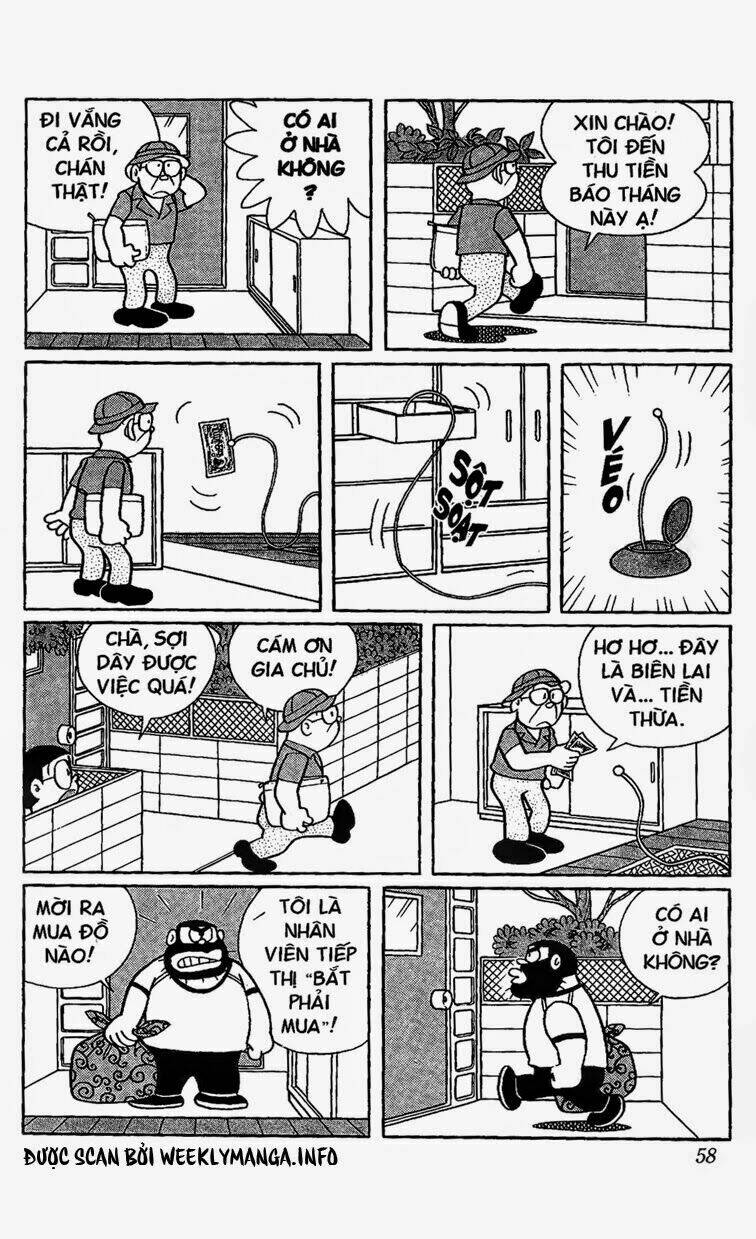 XIN CHÀO!
TÔI ĐẾN
THU TIỀN
BÁO THÁNG
NÀY Ạ!
CÓ AI
Ở NHÀ
KHÔNG
?
ĐI VẮNG
CẢ RỒI,
CHÁN
THẬT!
VÉO
SỘT
SOẠT
HƠ HƠ... ĐÂY
LÀ BIÊN LAI
VÀ... TIỀN
THỪA.
CÁM ƠN
GIA CHỦ!
CHÀ, SỢI
DÂY ĐƯỢC
VIỆC QUÁ!
CÓ AI
Ở NHÀ
KHÔNG?
TÔI LÀ
NHÂN
VIÊN TIẾP
THỊ "BẮT
PHẢI
MUA"!
MỜI RA
MUA ĐỒ
NÀO!
ĐƯỢC SCAN BỞI WEEKLYMANGA.INFO
58